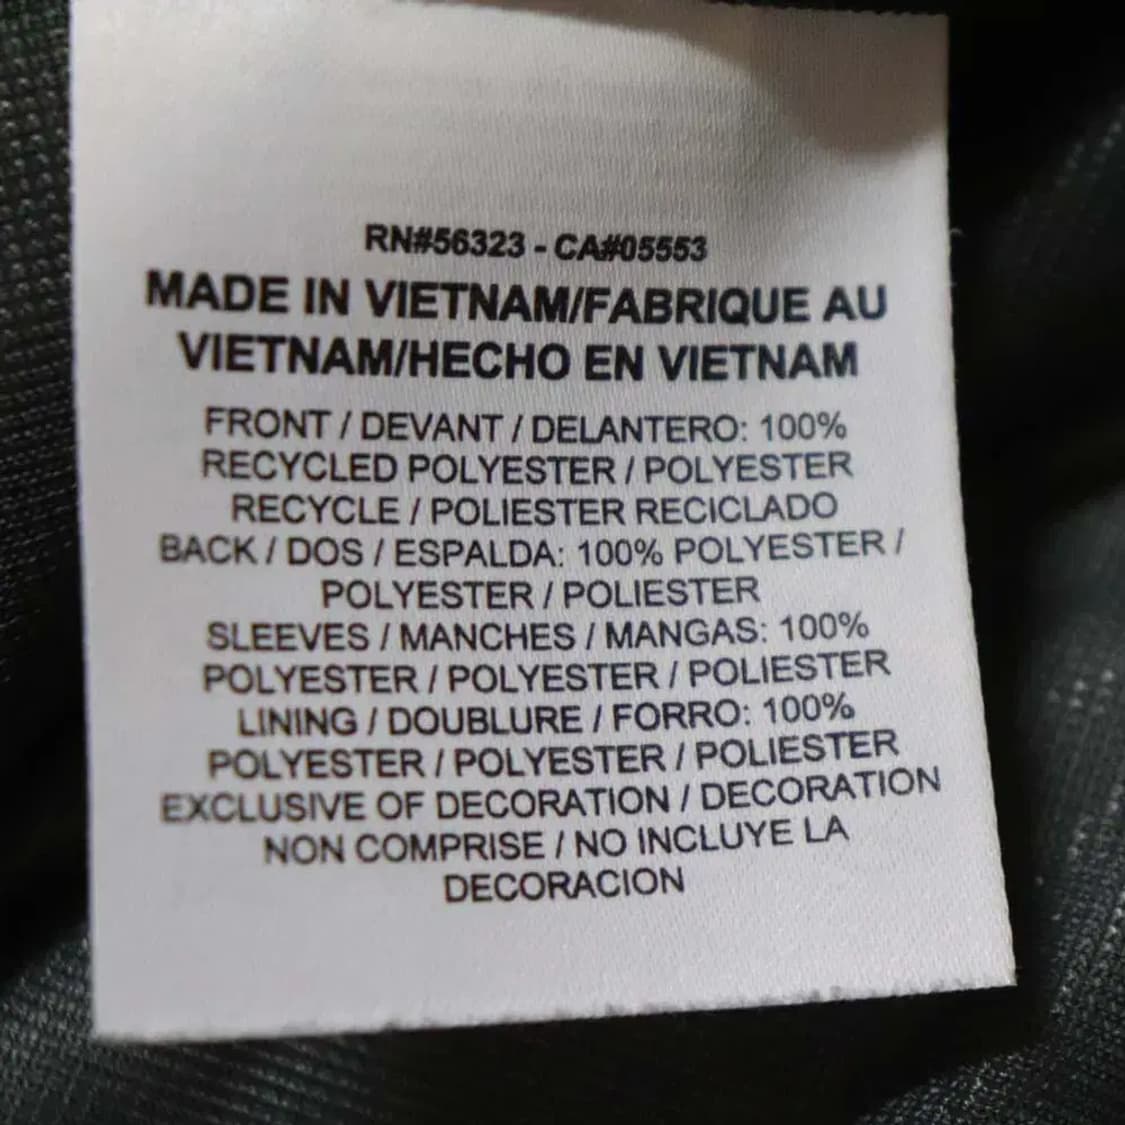 RN#56323 - CA#05553
MADE IN VIETNAM/FABRIQUE AU
VIETNAM/HECHO EN VIETNAM
FRONT / DEVANT / DELANTERO: 100%
RECYCLED POLYESTER / POLYESTER
RECYCLE / POLIESTER RECICLADO
BACK / DOS / ESPALDA: 100% POLYESTER /
POLYESTER / POLIESTER
SLEEVES / MANCHES / MANGAS: 100%
POLYESTER / POLYESTER / POLIESTER
LINING / DOUBLURE / FORRO: 100%
POLYESTER / POLYESTER / POLIESTER
EXCLUSIVE OF DECORATION / DECORATION
NON COMPRISE / NO INCLUYE LA
DECORACION